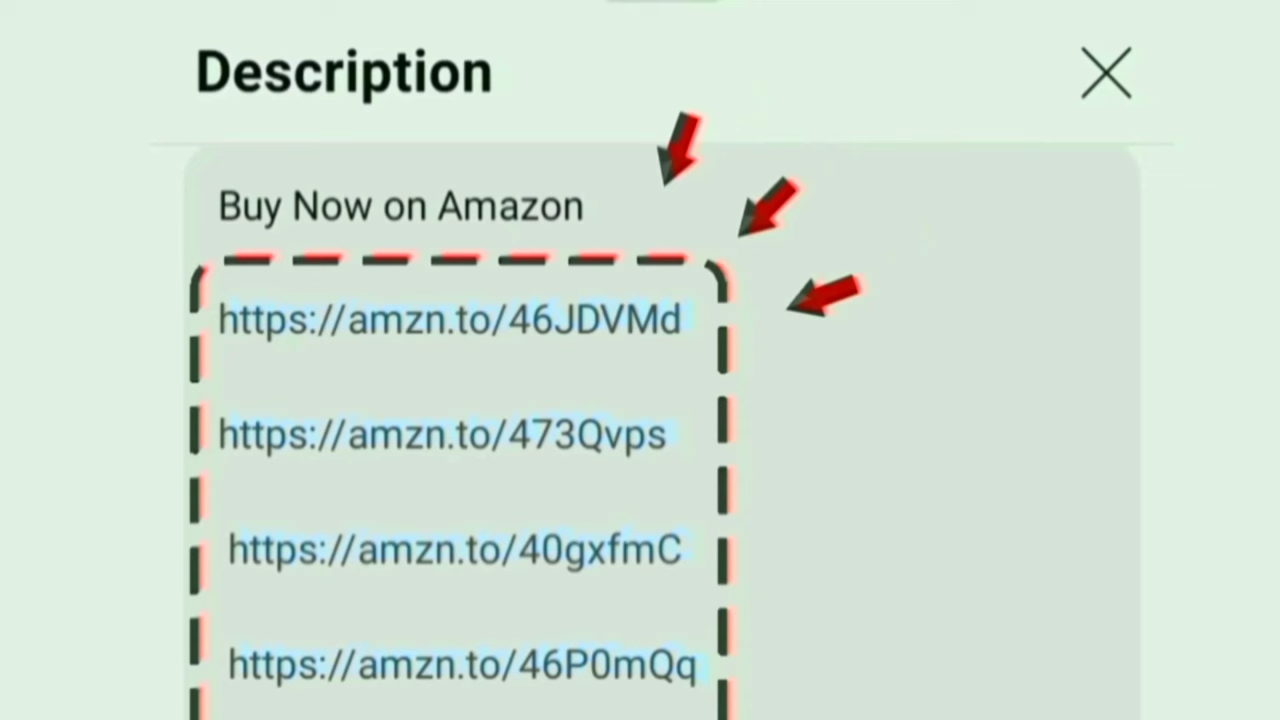 Description
Buy Now on Amazon
https://amzn.to/46JDVMd
https://amzn.to/473Qvps
https://amzn.to/40gxfmC
https://amzn.to/46P0mQq